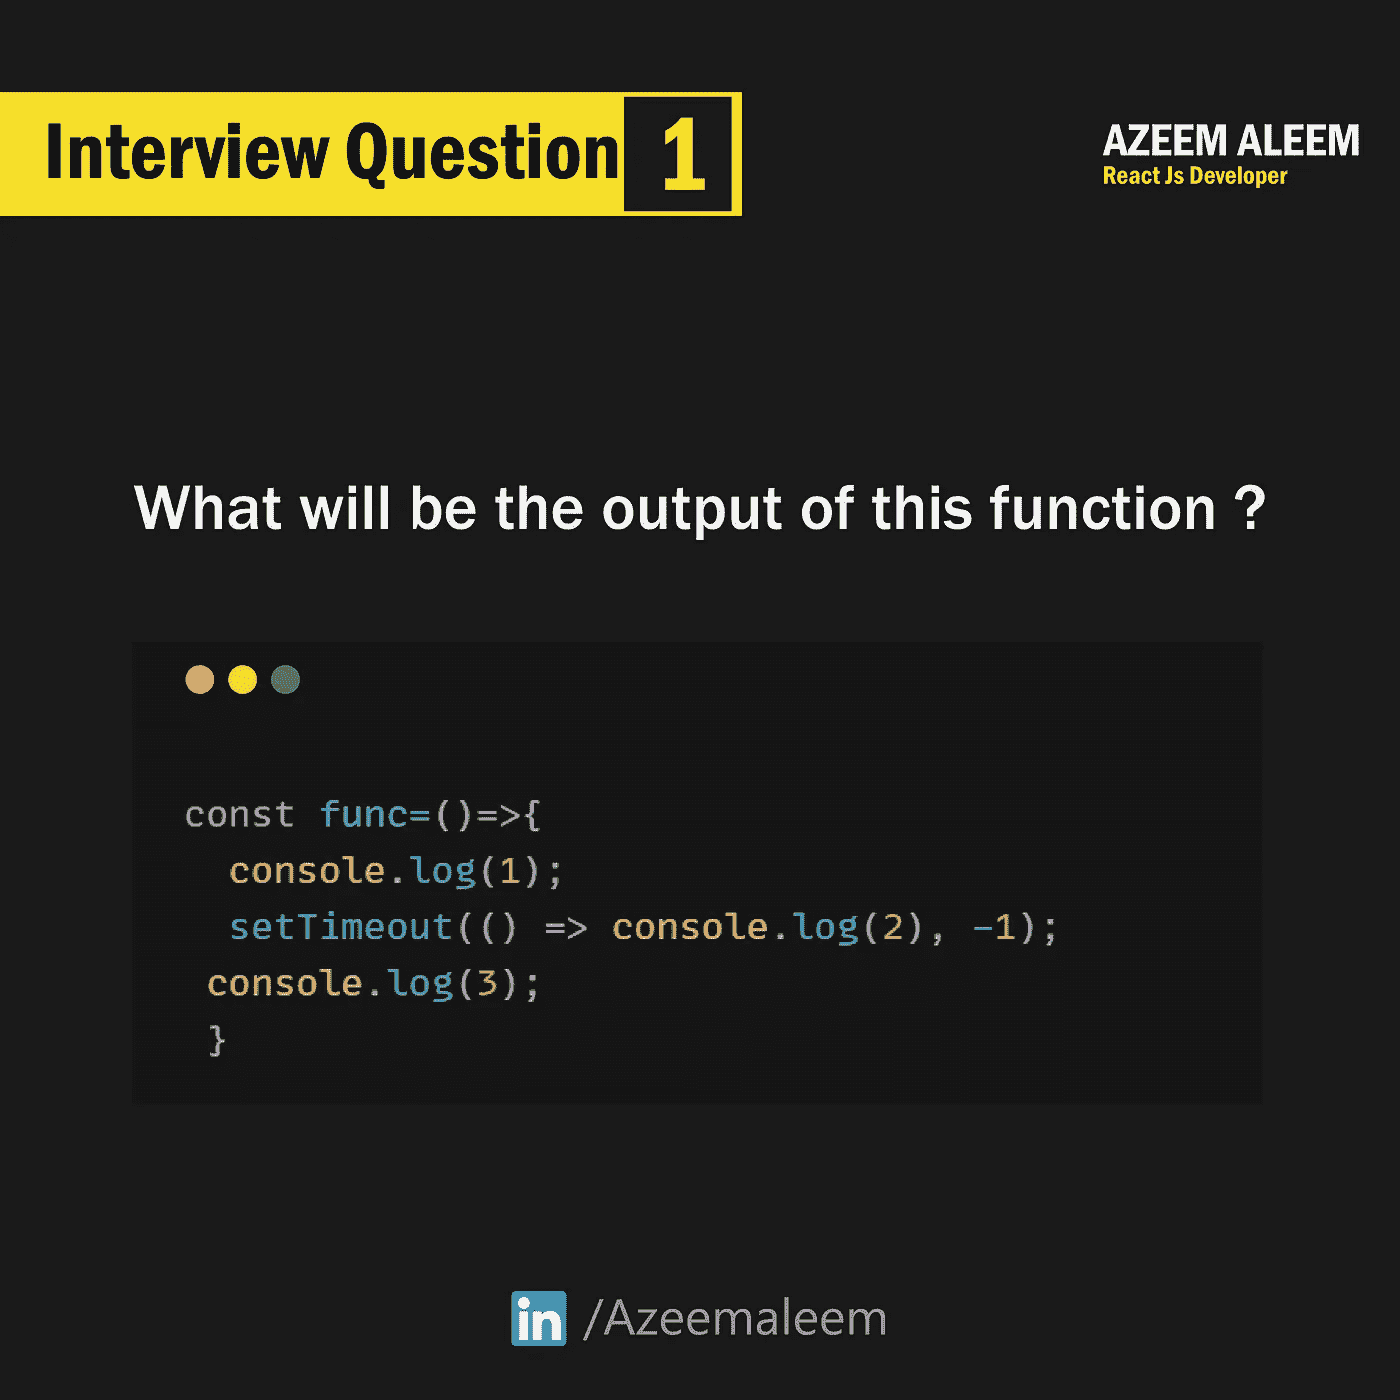 Interview Question 1
AZEEM ALEEM
React Js Developer
What will be the output of this function ?
const func=()=>{
  console.log(1);
  setTimeout(() => console.log(2), -1);
 console.log(3);
 }
in /Azeemaleem